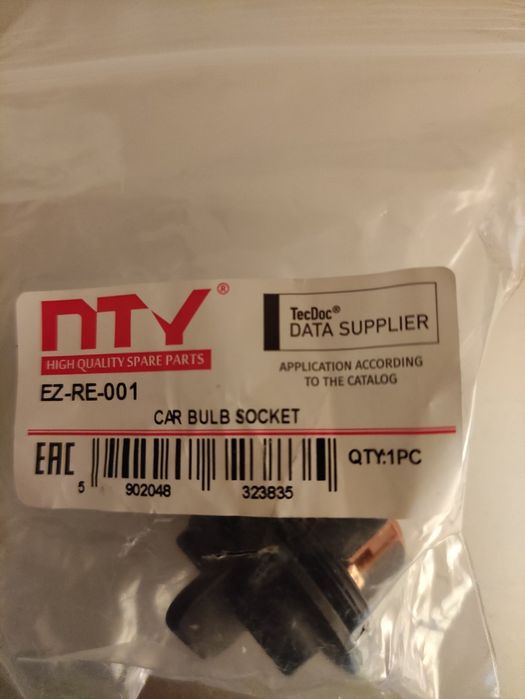 NTY®
HIGH QUALITY SPARE PARTS
TecDoc®
DATA SUPPLIER
APPLICATION ACCORDING
TO THE CATALOG
EZ-RE-001
CAR BULB SOCKET
EAC
QTY:1PC
5 902048 323835